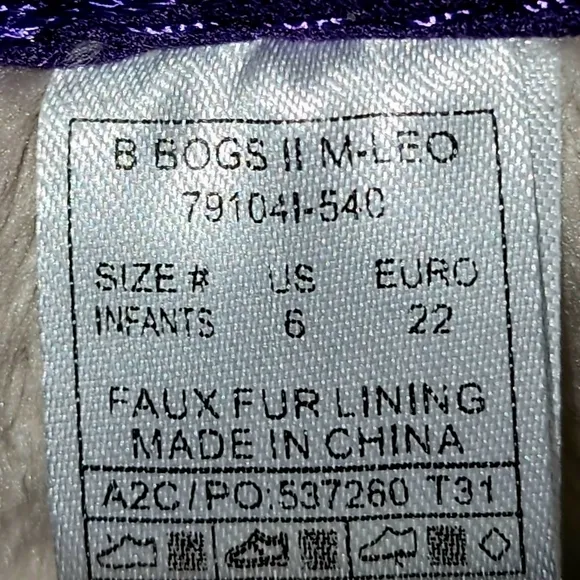 B BOGS II M-LEO
79104I-540
SIZE # US EURO
INFANTS 6 22
FAUX FUR LINING
MADE IN CHINA
A2C/PO:537260 T31